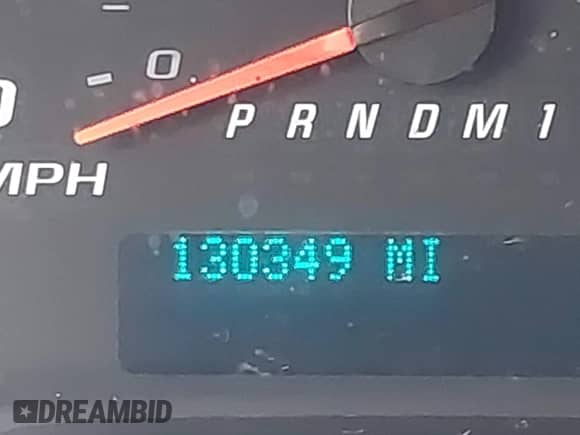 0
PRNDM1
MPH
130349 MI
DREAMBID